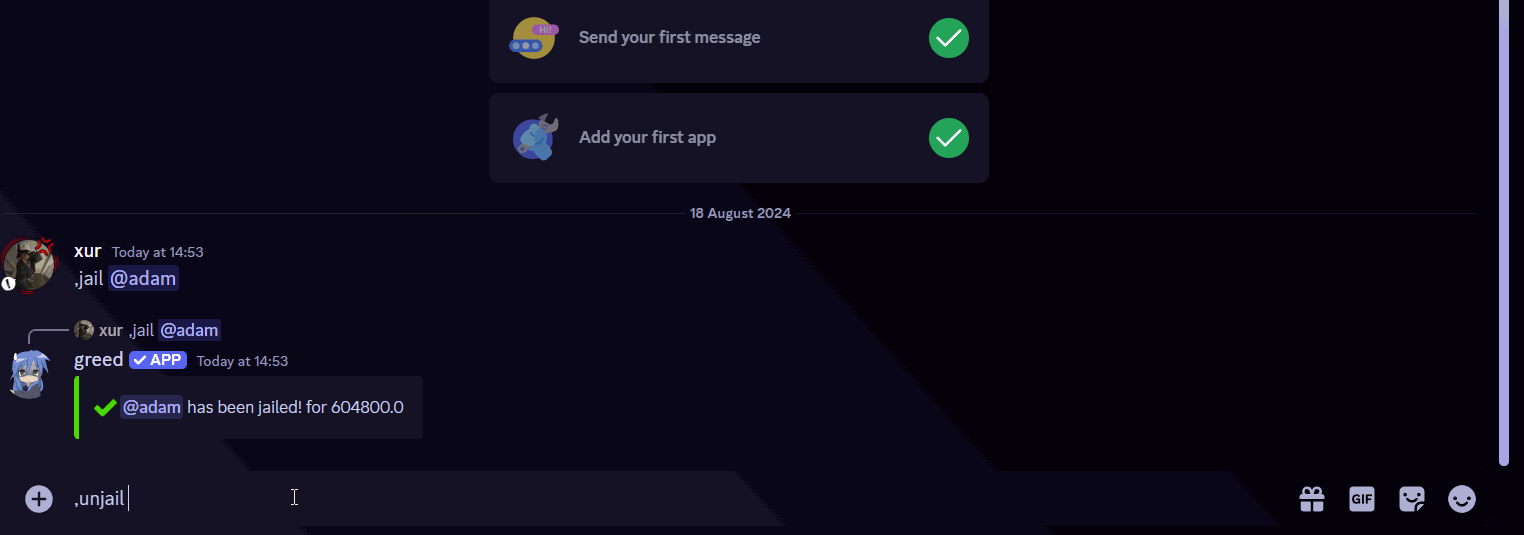 Hi!
Send your first message
Add your first app
18 August 2024
xur Today at 14:53
,jail @adam
xur ,jail @adam
greed APP Today at 14:53
@adam has been jailed! for 604800.0
,unjail
GIF